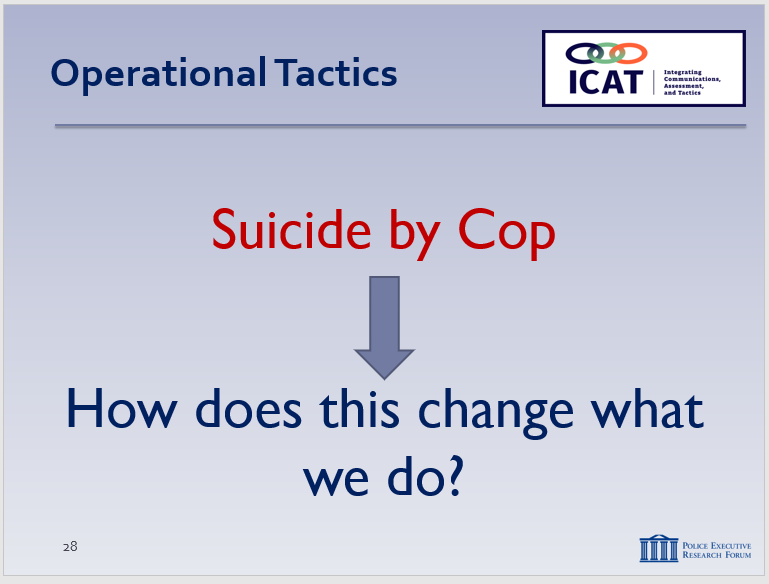 Operational Tactics
ICAT
Integrating
Communications,
Assessment,
and Tactics
Suicide by Cop
How does this change what
we do?
28
POLICE EXECUTIVE
RESEARCH FORUM